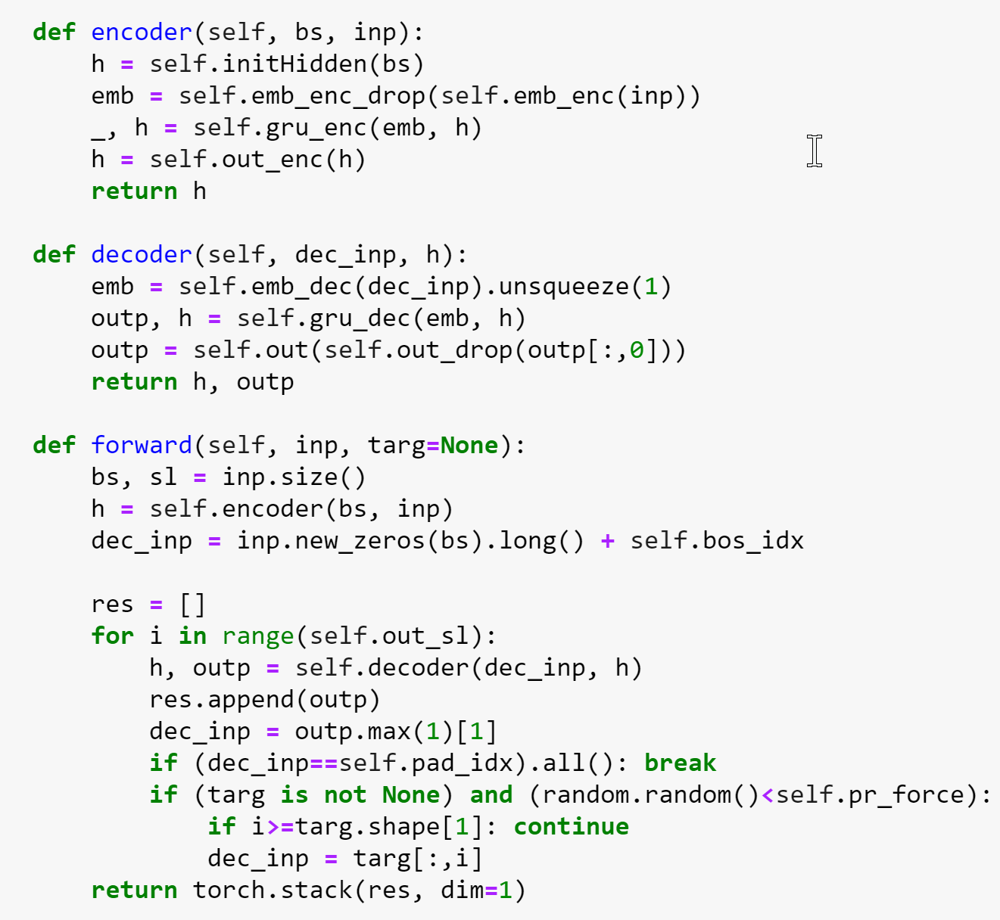 def encoder(self, bs, inp):
    h = self.initHidden(bs)
    emb = self.emb_enc_drop(self.emb_enc(inp))
    _, h = self.gru_enc(emb, h)
    h = self.out_enc(h)
    return h

def decoder(self, dec_inp, h):
    emb = self.emb_dec(dec_inp).unsqueeze(1)
    outp, h = self.gru_dec(emb, h)
    outp = self.out(self.out_drop(outp[:,0]))
    return h, outp

def forward(self, inp, targ=None):
    bs, sl = inp.size()
    h = self.encoder(bs, inp)
    dec_inp = inp.new_zeros(bs).long() + self.bos_idx

    res = []
    for i in range(self.out_sl):
        h, outp = self.decoder(dec_inp, h)
        res.append(outp)
        dec_inp = outp.max(1)[1]
        if (dec_inp==self.pad_idx).all(): break
        if (targ is not None) and (random.random()<self.pr_force):
            if i>=targ.shape[1]: continue
            dec_inp = targ[:,i]
    return torch.stack(res, dim=1)